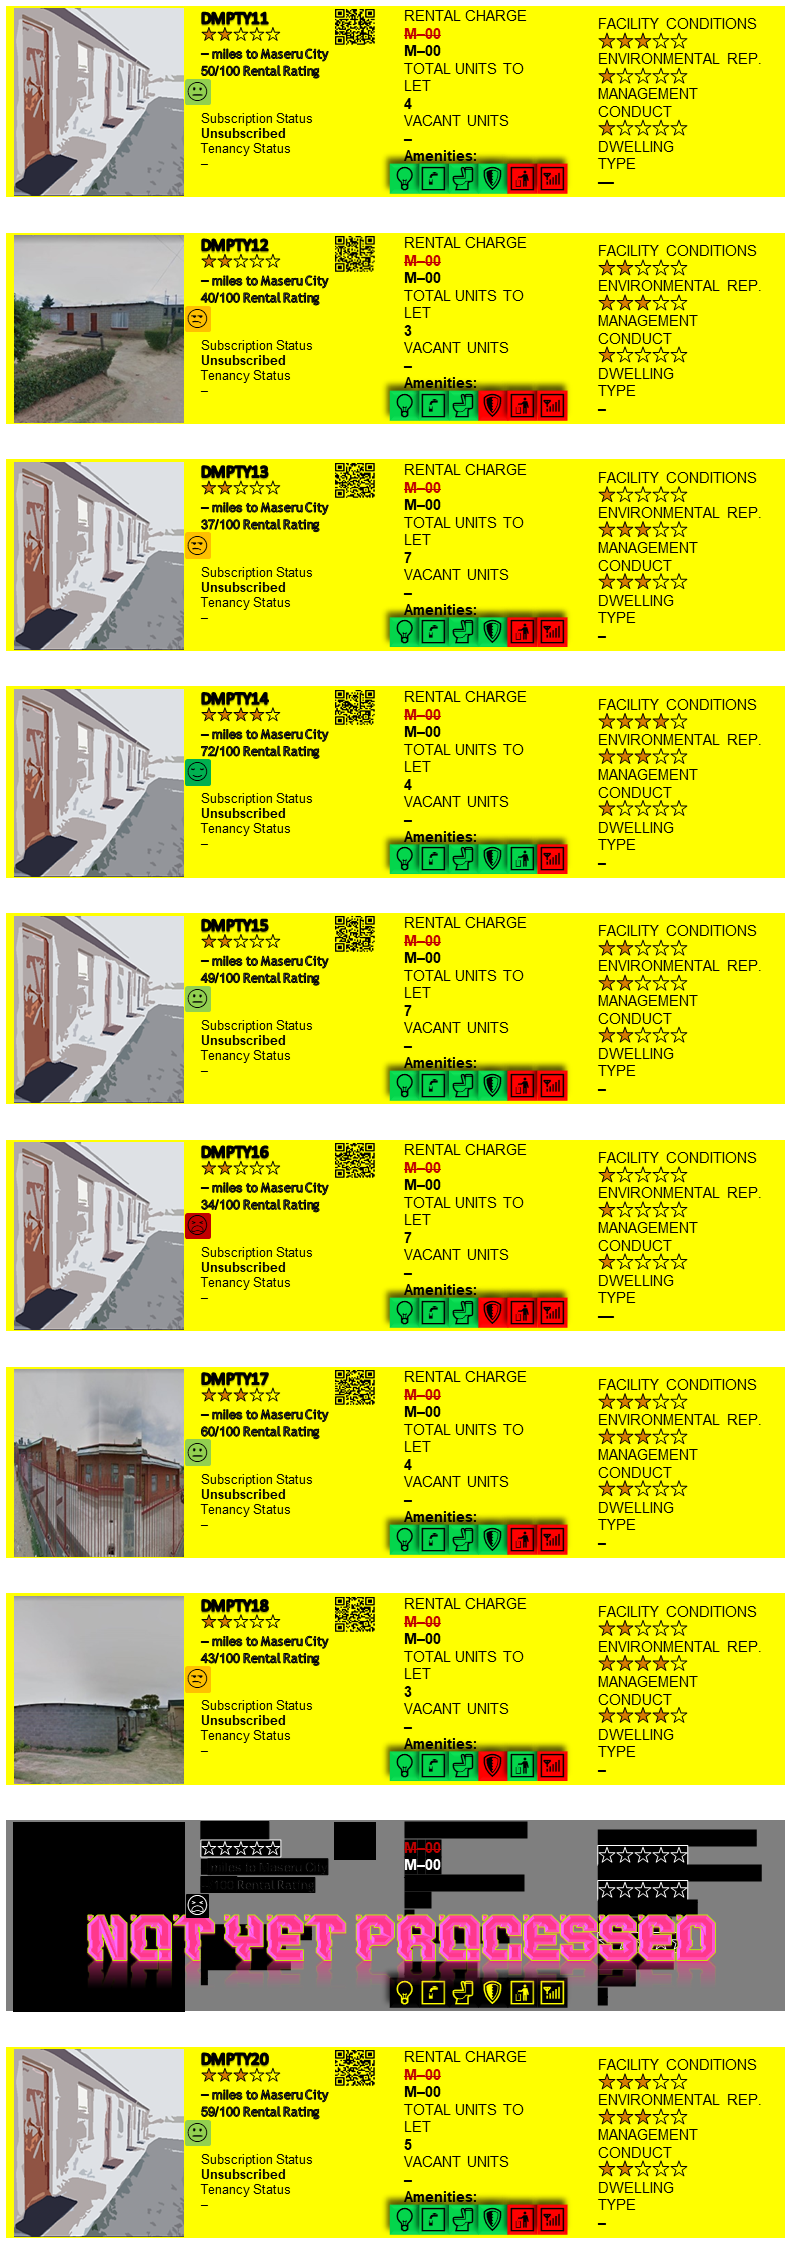 DMPTY11
– miles to Maseru City
50/100 Rental Rating
Subscription Status
Unsubscribed
Tenancy Status
–
RENTAL CHARGE
M–00
M–00
TOTAL UNITS TO
LET
4
VACANT UNITS
–
Amenities:
FACILITY CONDITIONS
ENVIRONMENTAL REP.
MANAGEMENT
CONDUCT
DWELLING
TYPE
—
DMPTY12
– miles to Maseru City
40/100 Rental Rating
Subscription Status
Unsubscribed
Tenancy Status
–
RENTAL CHARGE
M–00
M–00
TOTAL UNITS TO
LET
3
VACANT UNITS
–
Amenities:
FACILITY CONDITIONS
ENVIRONMENTAL REP.
MANAGEMENT
CONDUCT
DWELLING
TYPE
–
DMPTY13
– miles to Maseru City
37/100 Rental Rating
Subscription Status
Unsubscribed
Tenancy Status
–
RENTAL CHARGE
M–00
M–00
TOTAL UNITS TO
LET
7
VACANT UNITS
–
Amenities:
FACILITY CONDITIONS
ENVIRONMENTAL REP.
MANAGEMENT
CONDUCT
DWELLING
TYPE
–
DMPTY14
– miles to Maseru City
72/100 Rental Rating
Subscription Status
Unsubscribed
Tenancy Status
–
RENTAL CHARGE
M–00
M–00
TOTAL UNITS TO
LET
4
VACANT UNITS
–
Amenities:
FACILITY CONDITIONS
ENVIRONMENTAL REP.
MANAGEMENT
CONDUCT
DWELLING
TYPE
–
DMPTY15
– miles to Maseru City
49/100 Rental Rating
Subscription Status
Unsubscribed
Tenancy Status
–
RENTAL CHARGE
M–00
M–00
TOTAL UNITS TO
LET
7
VACANT UNITS
–
Amenities:
FACILITY CONDITIONS
ENVIRONMENTAL REP.
MANAGEMENT
CONDUCT
DWELLING
TYPE
–
DMPTY16
– miles to Maseru City
34/100 Rental Rating
Subscription Status
Unsubscribed
Tenancy Status
–
RENTAL CHARGE
M–00
M–00
TOTAL UNITS TO
LET
7
VACANT UNITS
–
Amenities:
FACILITY CONDITIONS
ENVIRONMENTAL REP.
MANAGEMENT
CONDUCT
DWELLING
TYPE
—
DMPTY17
– miles to Maseru City
60/100 Rental Rating
Subscription Status
Unsubscribed
Tenancy Status
–
RENTAL CHARGE
M–00
M–00
TOTAL UNITS TO
LET
4
VACANT UNITS
–
Amenities:
FACILITY CONDITIONS
ENVIRONMENTAL REP.
MANAGEMENT
CONDUCT
DWELLING
TYPE
–
DMPTY18
– miles to Maseru City
43/100 Rental Rating
Subscription Status
Unsubscribed
Tenancy Status
–
RENTAL CHARGE
M–00
M–00
TOTAL UNITS TO
LET
3
VACANT UNITS
–
Amenities:
FACILITY CONDITIONS
ENVIRONMENTAL REP.
MANAGEMENT
CONDUCT
DWELLING
TYPE
–
miles to Maseru City
100 Rental Rating
M–00
M–00
NOT YET PROCESSED
DMPTY20
– miles to Maseru City
59/100 Rental Rating
Subscription Status
Unsubscribed
Tenancy Status
–
RENTAL CHARGE
M–00
M–00
TOTAL UNITS TO
LET
5
VACANT UNITS
–
Amenities:
FACILITY CONDITIONS
ENVIRONMENTAL REP.
MANAGEMENT
CONDUCT
DWELLING
TYPE
–